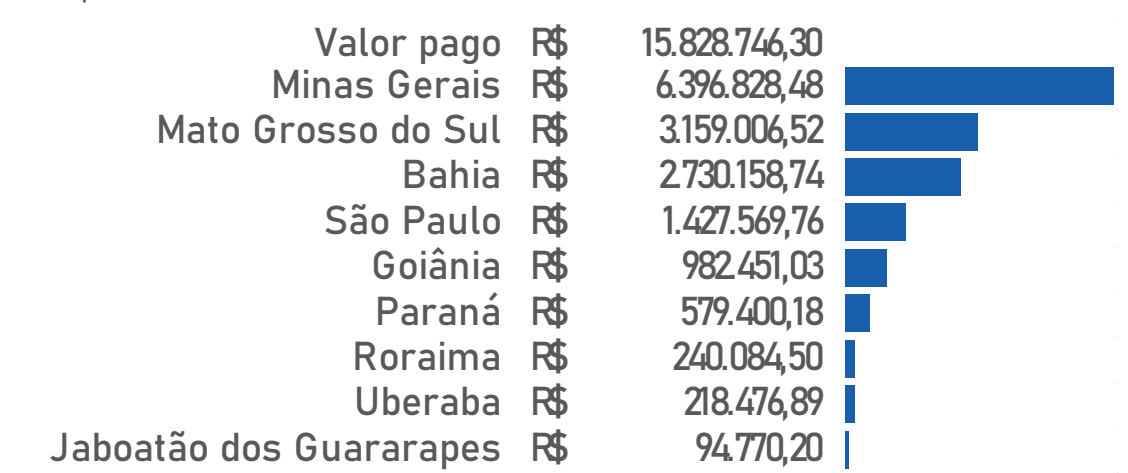 Valor pago R$ 15.828.746,30
Minas Gerais R$ 6.396.828,48
Mato Grosso do Sul R$ 3.159.006,52
Bahia R$ 2.730.158,74
São Paulo R$ 1.427.569,76
Goiânia R$ 982.451,03
Paraná R$ 579.400,18
Roraima R$ 240.084,50
Uberaba R$ 218.476,89
Jaboatão dos Guararapes R$ 94.770,20